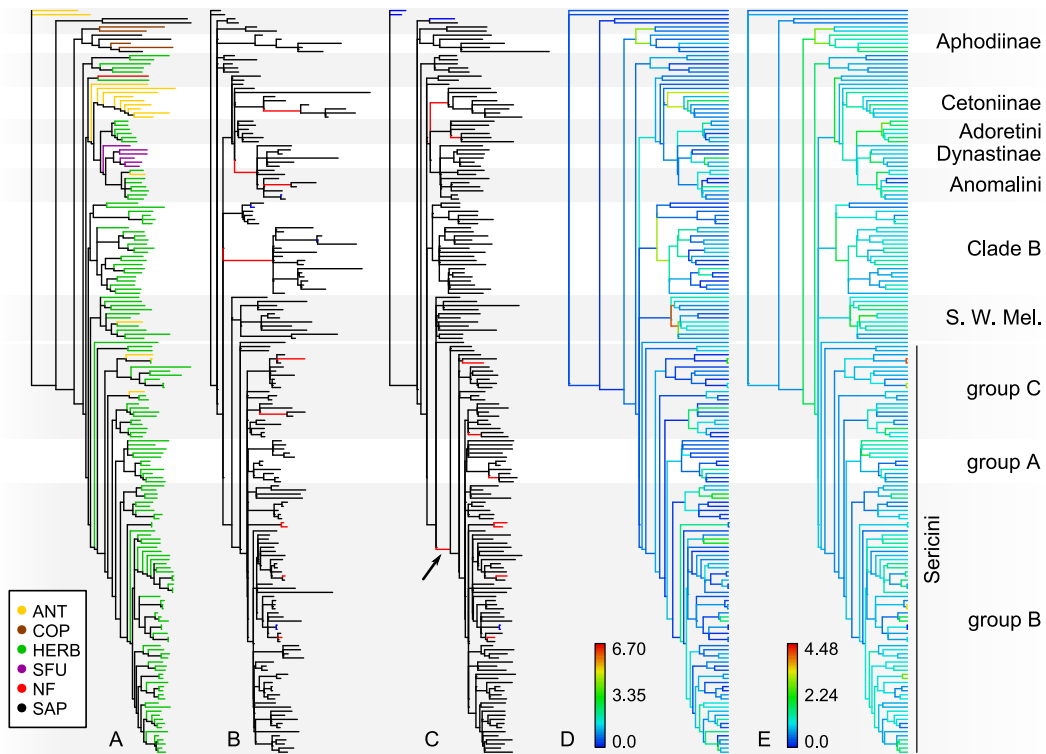 Aphodiinae
Cetoniinae
Adoretini
Dynastinae
Anomalini
Clade B
S. W. Mel.
group C
group A
group B
Sericini
ANT
COP
HERB
SFU
NF
SAP
A
B
C
D
6.70
3.35
0.0
E
4.48
2.24
0.0